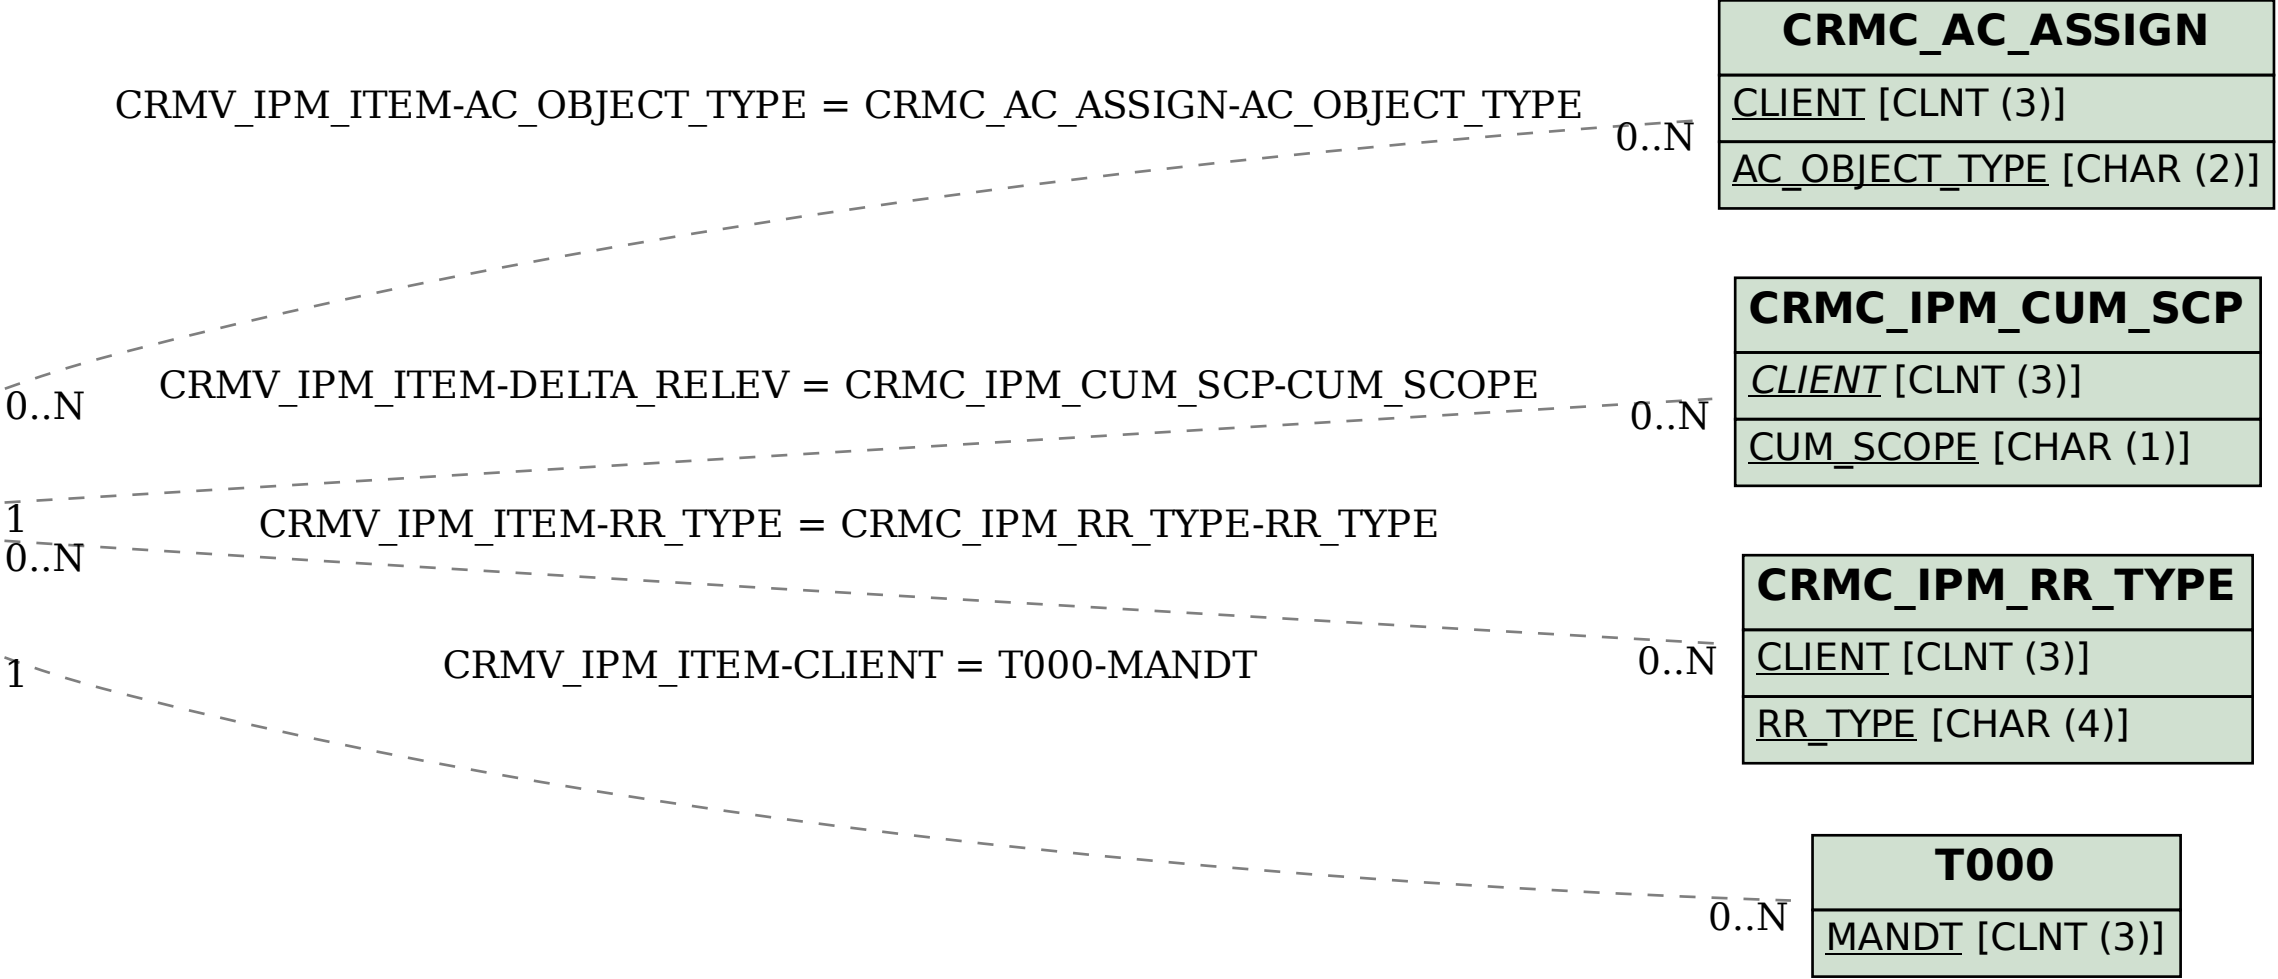 CRMC_AC_ASSIGN
CLIENT [CLNT (3)]
AC_OBJECT_TYPE [CHAR (2)]
CRMV_IPM_ITEM-AC_OBJECT_TYPE = CRMC_AC_ASSIGN-AC_OBJECT_TYPE
0..N
0..N
CRMC_IPM_CUM_SCP
CLIENT [CLNT (3)]
CUM_SCOPE [CHAR (1)]
CRMV_IPM_ITEM-DELTA_RELEV = CRMC_IPM_CUM_SCP-CUM_SCOPE
0..N
1
CRMV_IPM_ITEM-RR_TYPE = CRMC_IPM_RR_TYPE-RR_TYPE
0..N
0..N
CRMC_IPM_RR_TYPE
CLIENT [CLNT (3)]
RR_TYPE [CHAR (4)]
CRMV_IPM_ITEM-CLIENT = T000-MANDT
1
0..N
T000
MANDT [CLNT (3)]